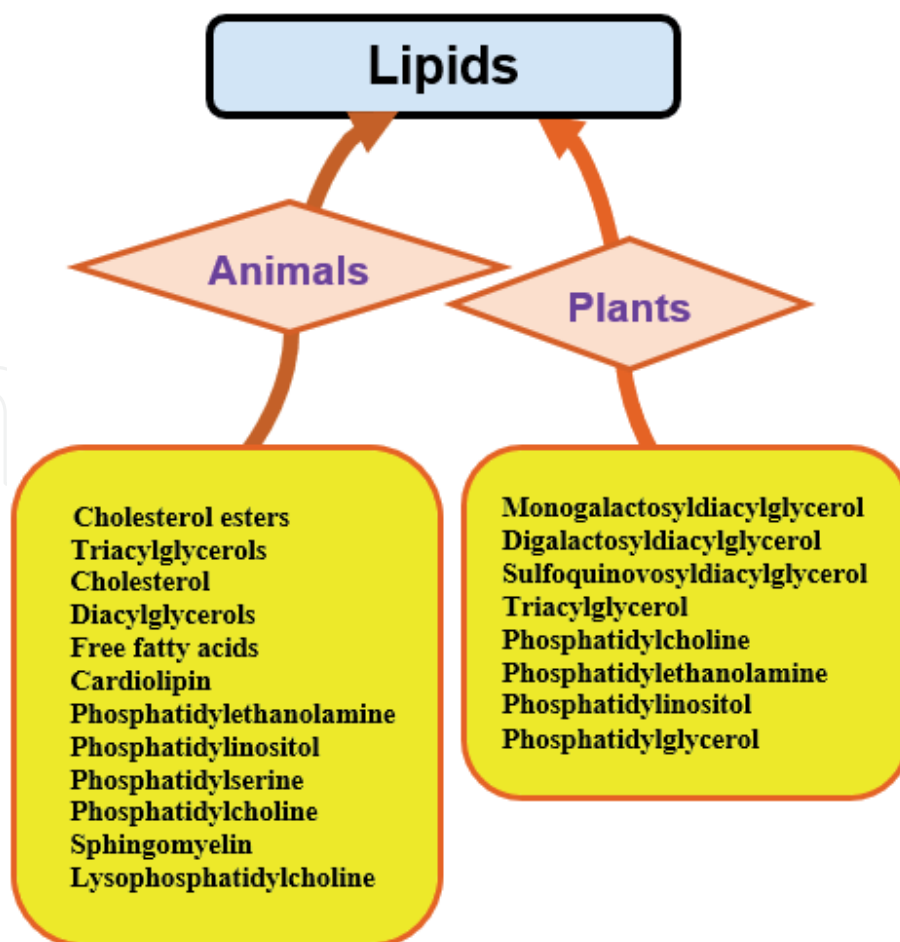 Lipids
Animals
Plants
Cholesterol esters
Triacylglycerols
Cholesterol
Diacylglycerols
Free fatty acids
Cardiolipin
Phosphatidylethanolamine
Phosphatidylinositol
Phosphatidylserine
Phosphatidylcholine
Sphingomyelin
Lysophosphatidylcholine
Monogalactosyldiacylglycerol
Digalactosyldiacylglycerol
Sulfoquinovosyldiacylglycerol
Triacylglycerol
Phosphatidylcholine
Phosphatidylethanolamine
Phosphatidylinositol
Phosphatidylglycerol